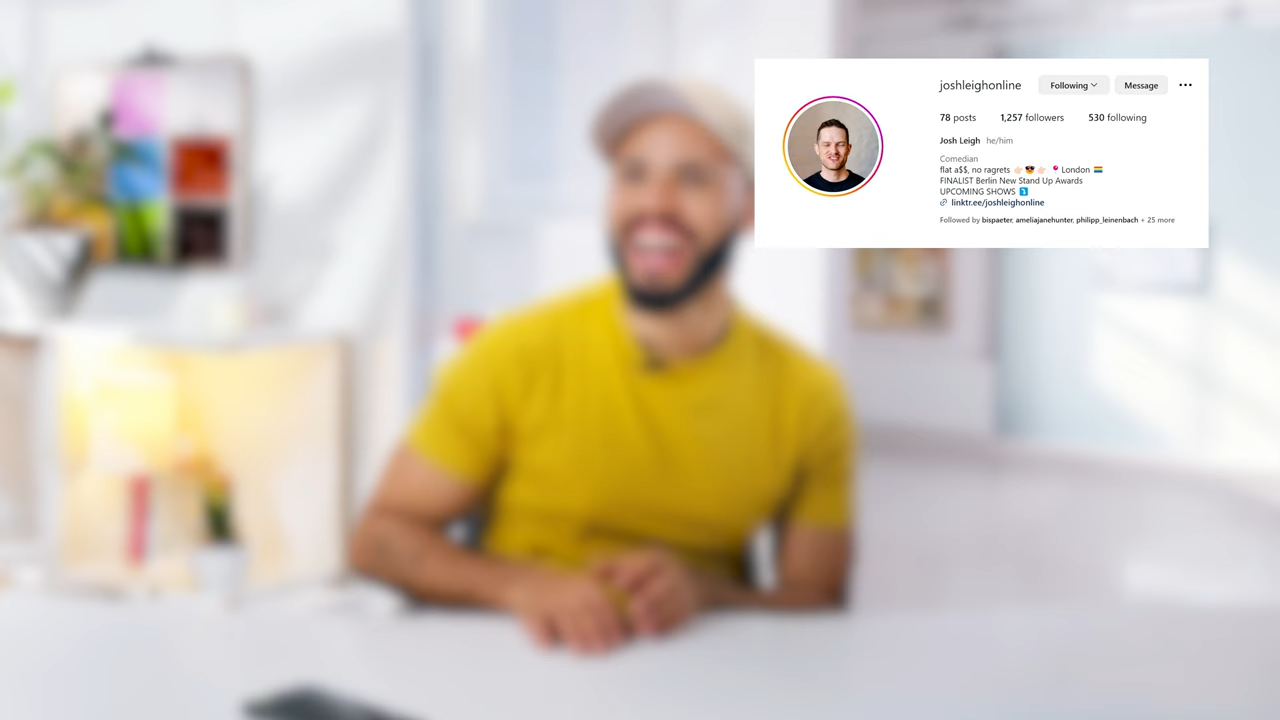 joshleighonline Following Message
78 posts 1,257 followers 530 following
Josh Leigh he/him
Comedian
flat a$$, no ragrets 👉🏻😎👉🏻 📍 London 🏳️‍🌈
FINALIST Berlin New Stand Up Awards
UPCOMING SHOWS ⤵️
linktr.ee/joshleighonline
Followed by bispaeter, ameliajanehunter, philipp_leinenbach + 25 more